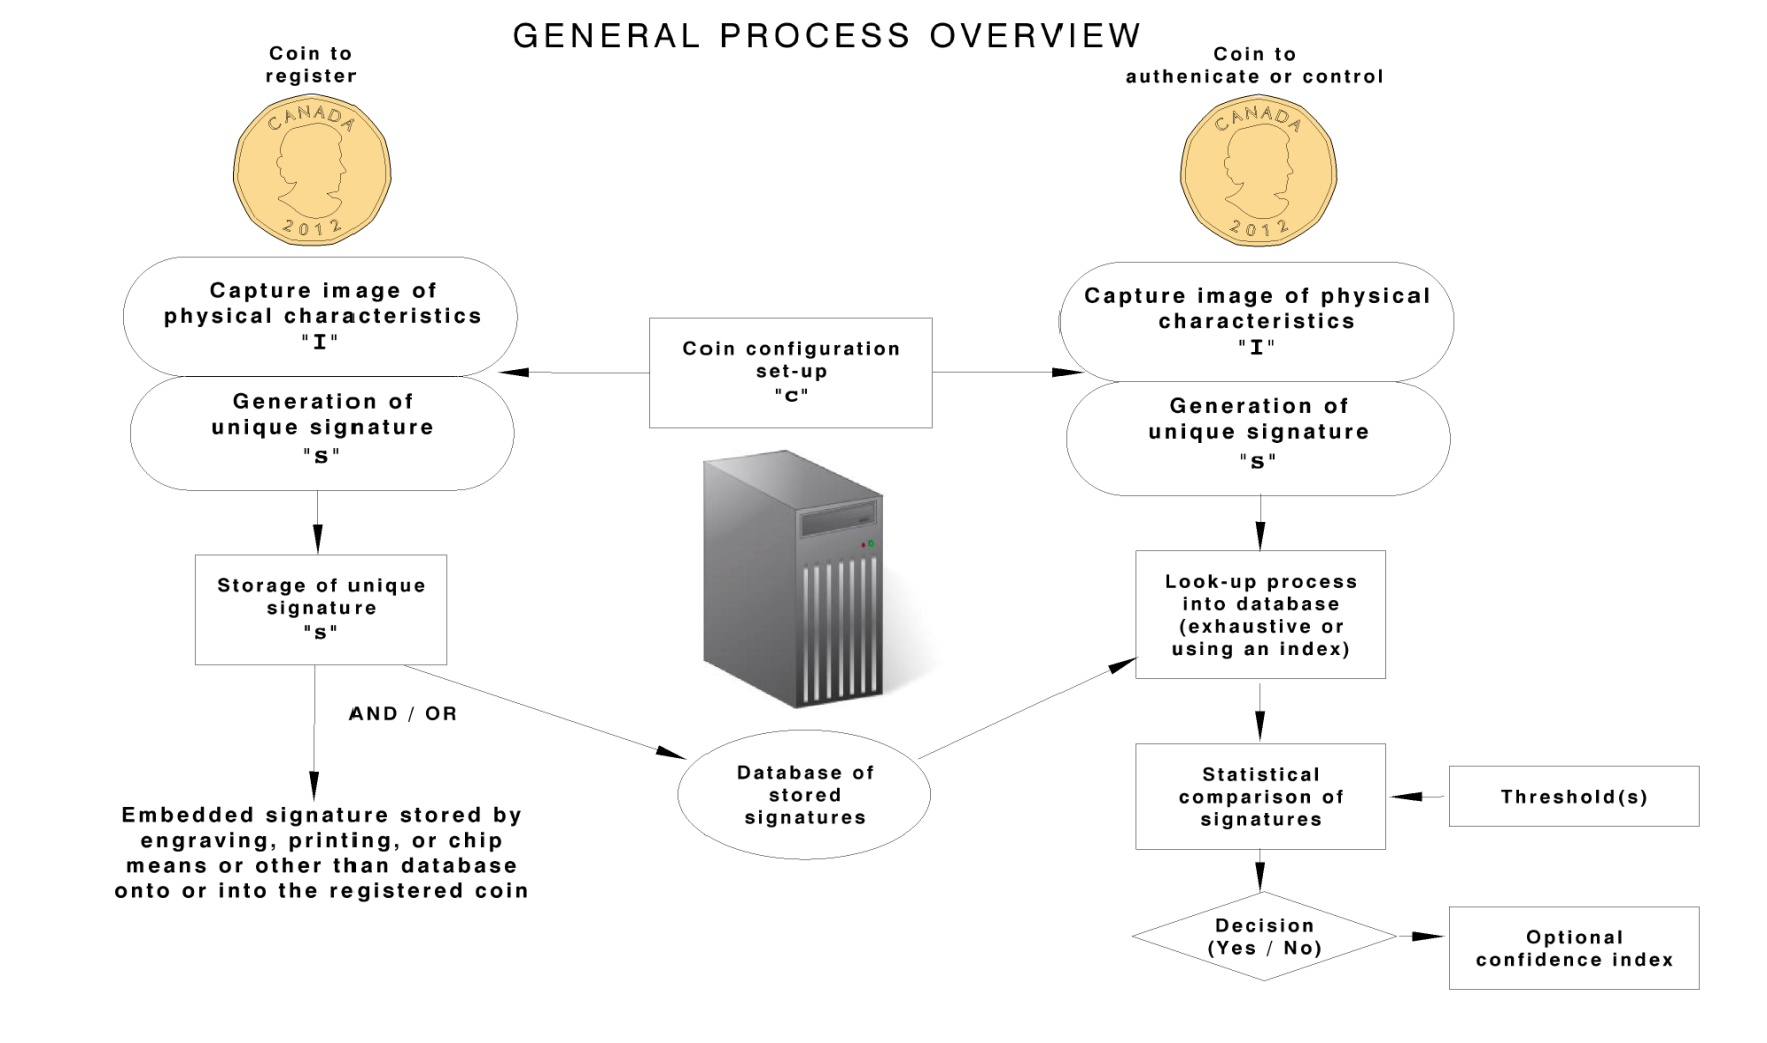 GENERAL PROCESS OVERVIEW
Coin to
register
CANADA
2012
Capture image of
physical characteristics
"I"
Generation of
unique signature
"S"
Storage of unique
signature
"S"
AND / OR
Embedded signature stored by
engraving, printing, or chip
means or other than database
onto or into the registered coin
Coin configuration
set-up
"C"
Database of
stored
signatures
Coin to
authenicate or control
CANADA
2012
Capture image of physical
characteristics
"I"
Generation of
unique signature
"S"
Look-up process
into database
(exhaustive or
using an index)
Statistical
comparison of
signatures
Threshold(s)
Decision
(Yes / No)
Optional
confidence index